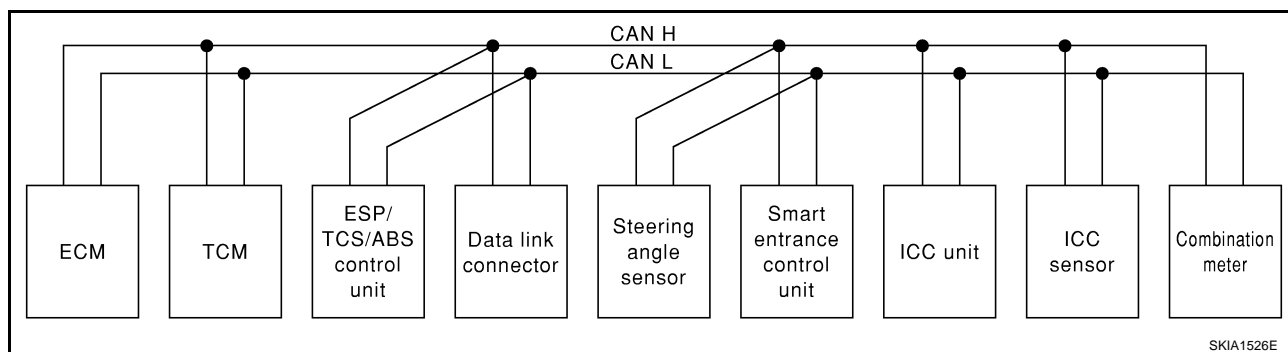 CAN H
CAN L
ECM
TCM
ESP/
TCS/ABS
control
unit
Data link
connector
Steering
angle
sensor
Smart
entrance
control
unit
ICC unit
ICC
sensor
Combination
meter
SKIA1526E